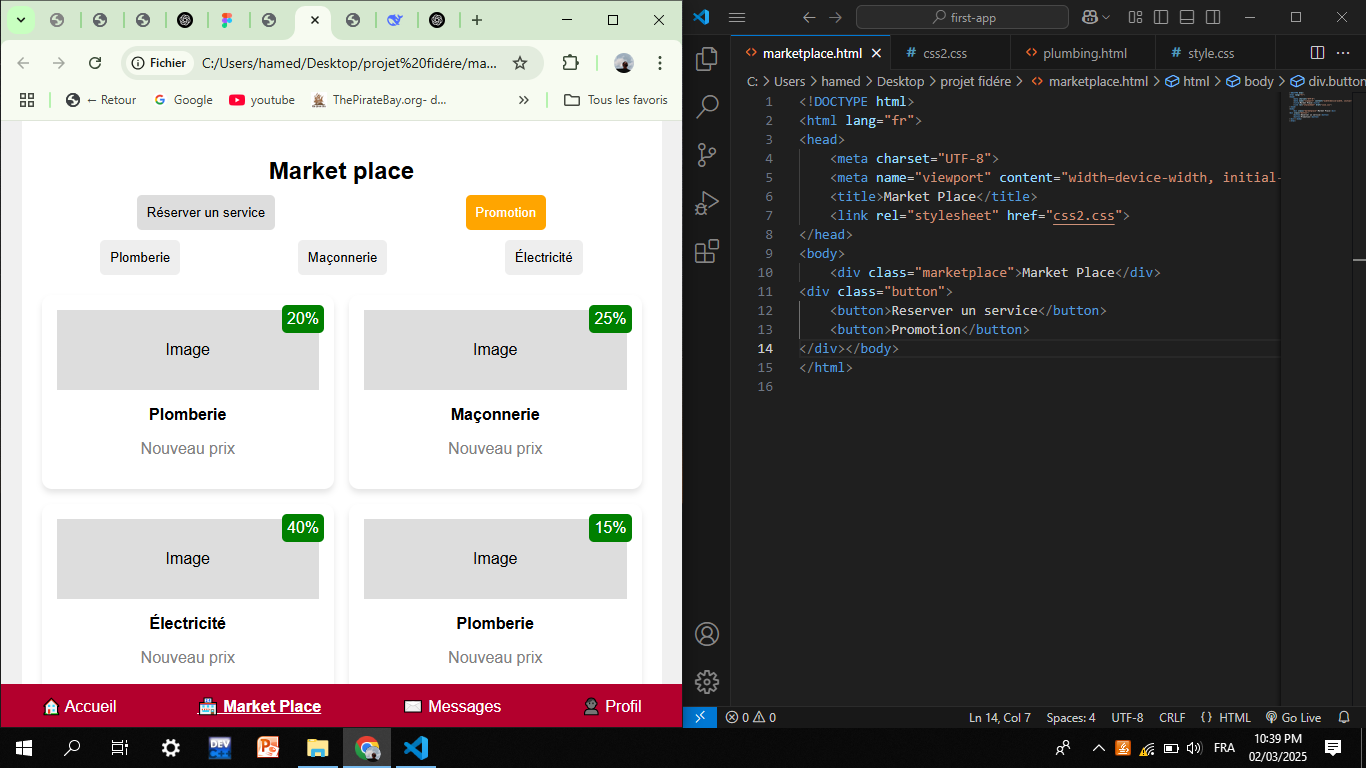 Fichier C:/Users/hamed/Desktop/projet%20fidére/ma...
← Retour Google youtube ThePirateBay.org- d... » Tous les favoris
Market place
Réserver un service Promotion
Plomberie Maçonnerie Électricité
20% 25%
Image Image
Plomberie Maçonnerie
Nouveau prix Nouveau prix
40% 15%
Image Image
Électricité Plomberie
Nouveau prix Nouveau prix
Accueil Market Place Messages Profil
first-app
marketplace.html css2.css plumbing.html style.css
C: > Users > hamed > Desktop > projet fidére > marketplace.html > html > body > div.button
1 <!DOCTYPE html>
2 <html lang="fr">
3 <head>
4 <meta charset="UTF-8">
5 <meta name="viewport" content="width=device-width, initial-
6 <title>Market Place</title>
7 <link rel="stylesheet" href="css2.css">
8 </head>
9 <body>
10 <div class="marketplace">Market Place</div>
11 <div class="button">
12 <button>Reserver un service</button>
13 <button>Promotion</button>
14 </div></body>
15 </html>
16
0 0 Ln 14, Col 7 Spaces: 4 UTF-8 CRLF {} HTML Go Live
DEV FRA 10:39 PM
02/03/2025